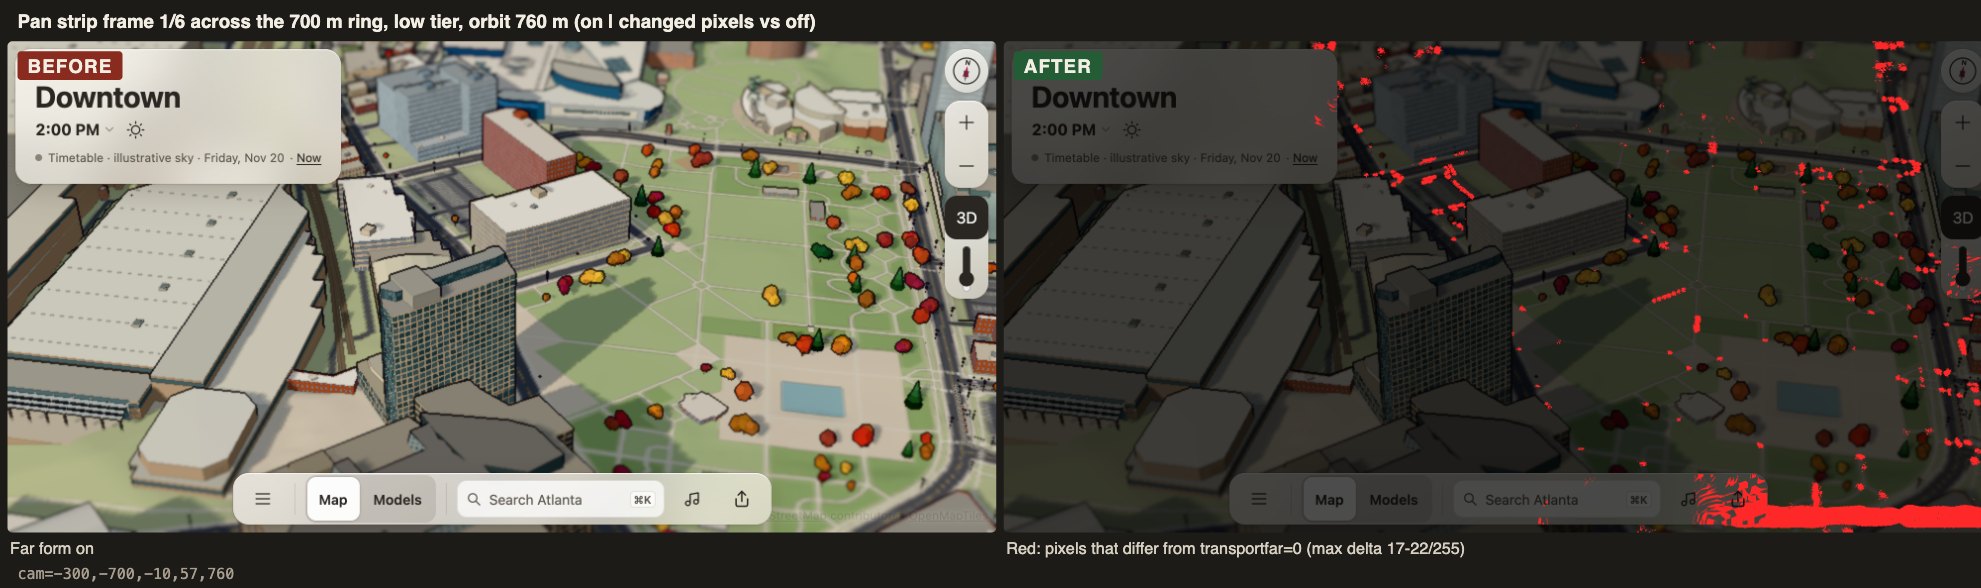 Pan strip frame 1/6 across the 700 m ring, low tier, orbit 760 m (on | changed pixels vs off)
BEFORE
Downtown
2:00 PM
Timetable · illustrative sky · Friday, Nov 20 · Now
N
+
−
3D
Map Models Search Atlanta ⌘K
StreetMap contributors OpenMapTiles
Far form on
cam=−300,−700,−10,57,760
AFTER
Downtown
2:00 PM
Timetable · illustrative sky · Friday, Nov 20 · Now
N
+
−
3D
Map Models Search Atlanta ⌘K
Red: pixels that differ from transportfar=0 (max delta 17-22/255)